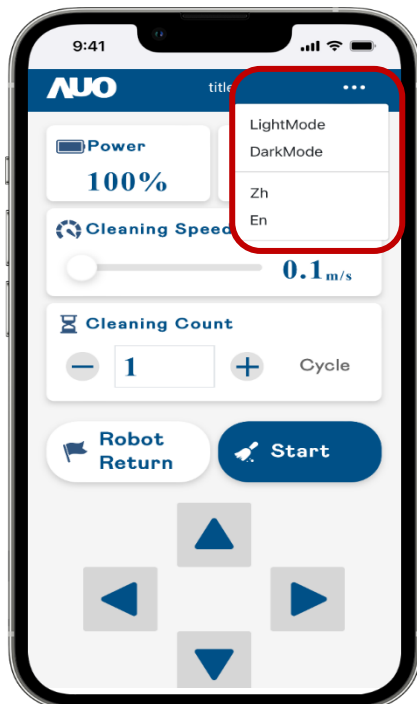 9:41
AUO
title
•••
LightMode
DarkMode
Zh
En
Power
100%
Cleaning Speed
0.1 m/s
Cleaning Count
1
Cycle
Robot
Return
Start